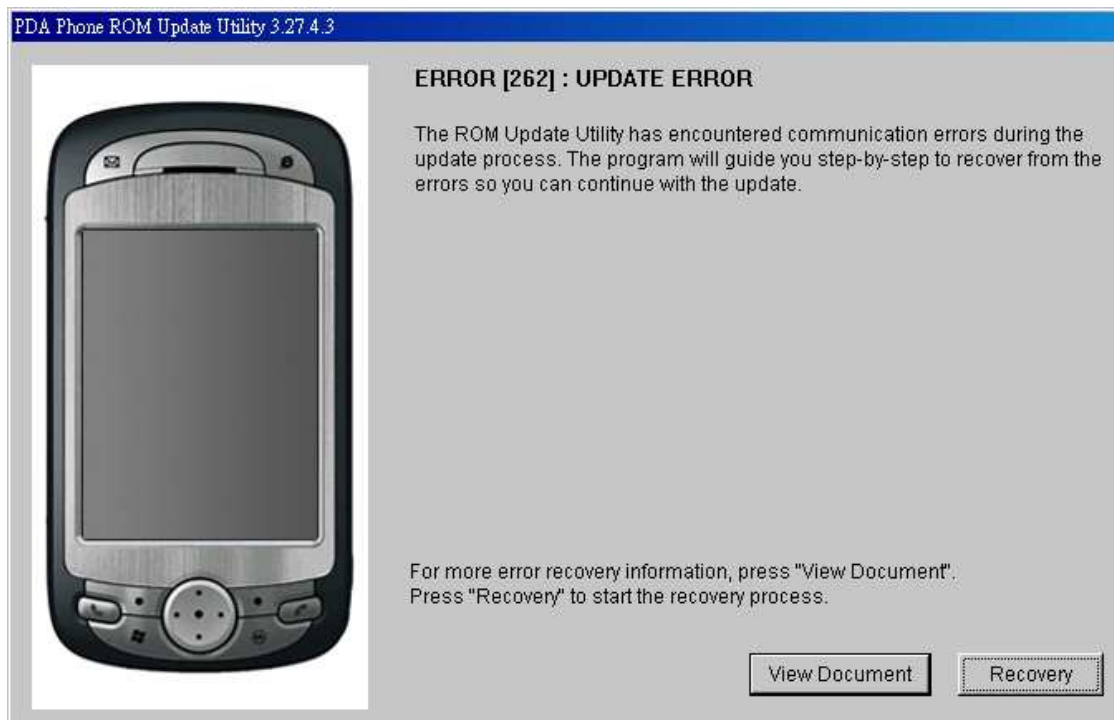 PDA Phone ROM Update Utility 3.27.4.3
ERROR [262] : UPDATE ERROR
The ROM Update Utility has encountered communication errors during the
update process. The program will guide you step-by-step to recover from the
errors so you can continue with the update.
For more error recovery information, press "View Document".
Press "Recovery" to start the recovery process.
View Document
Recovery